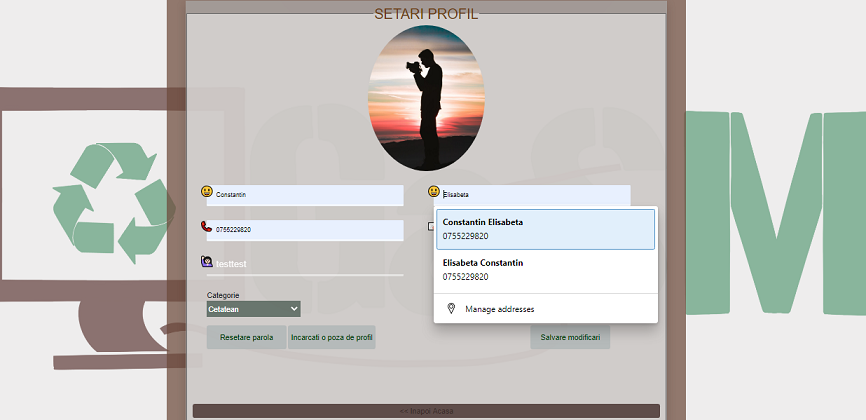 SETARI PROFIL
Constantin
Elisabeta
0755229820
Constantin Elisabeta
0755229820
testtest
Elisabeta Constantin
0755229820
Categorie
Cetatean
Manage addresses
Resetare parola
Incarcati o poza de profil
Salvare modificari
<< Inapoi Acasa
M